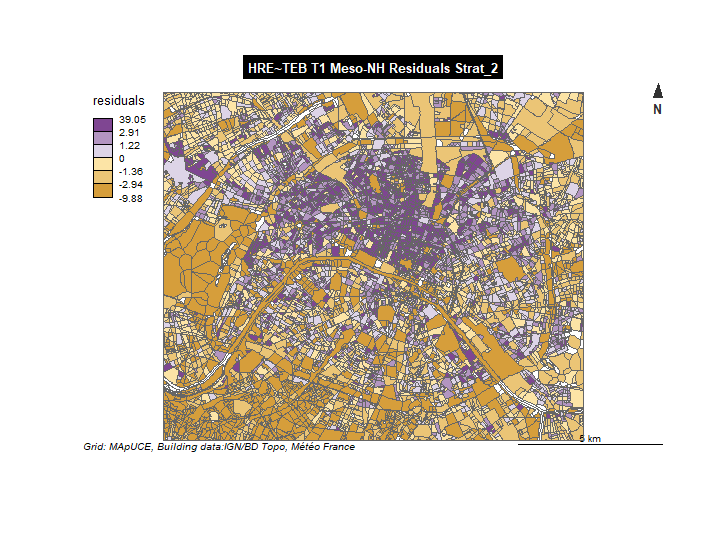 HRE~TEB T1 Meso-NH Residuals Strat_2
residuals
39.05
2.91
1.22
0
-1.36
-2.94
-9.88
N
5 km
Grid: MApUCE, Building data:IGN/BD Topo, Météo France